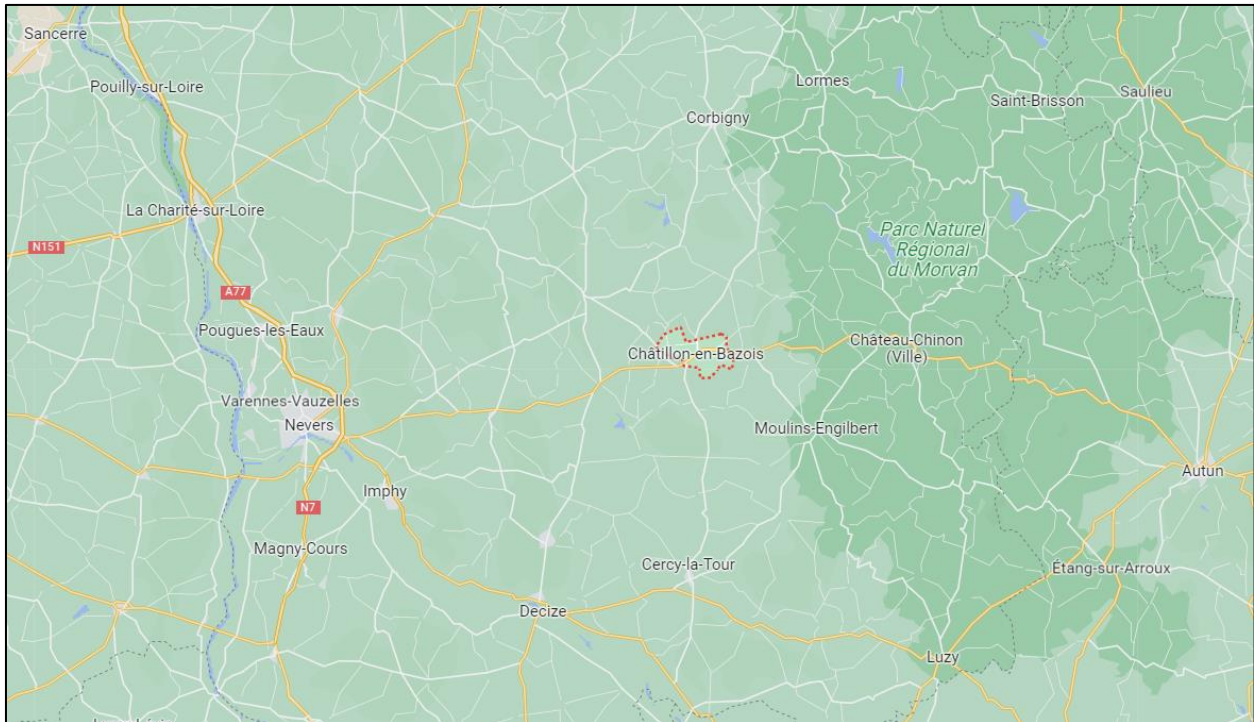 Sancerre
Pouilly-sur-Loire
Lormes
Saint-Brisson
Saulieu
Corbigny
La Charité-sur-Loire
N151
Parc Naturel
Régional
du Morvan
A77
Pougues-les-Eaux
Châtillon-en-Bazois
Château-Chinon
(Ville)
Varennes-Vauzelles
Nevers
Moulins-Engilbert
Autun
Imphy
N7
Magny-Cours
Cercy-la-Tour
Étang-sur-Arroux
Decize
Luzy